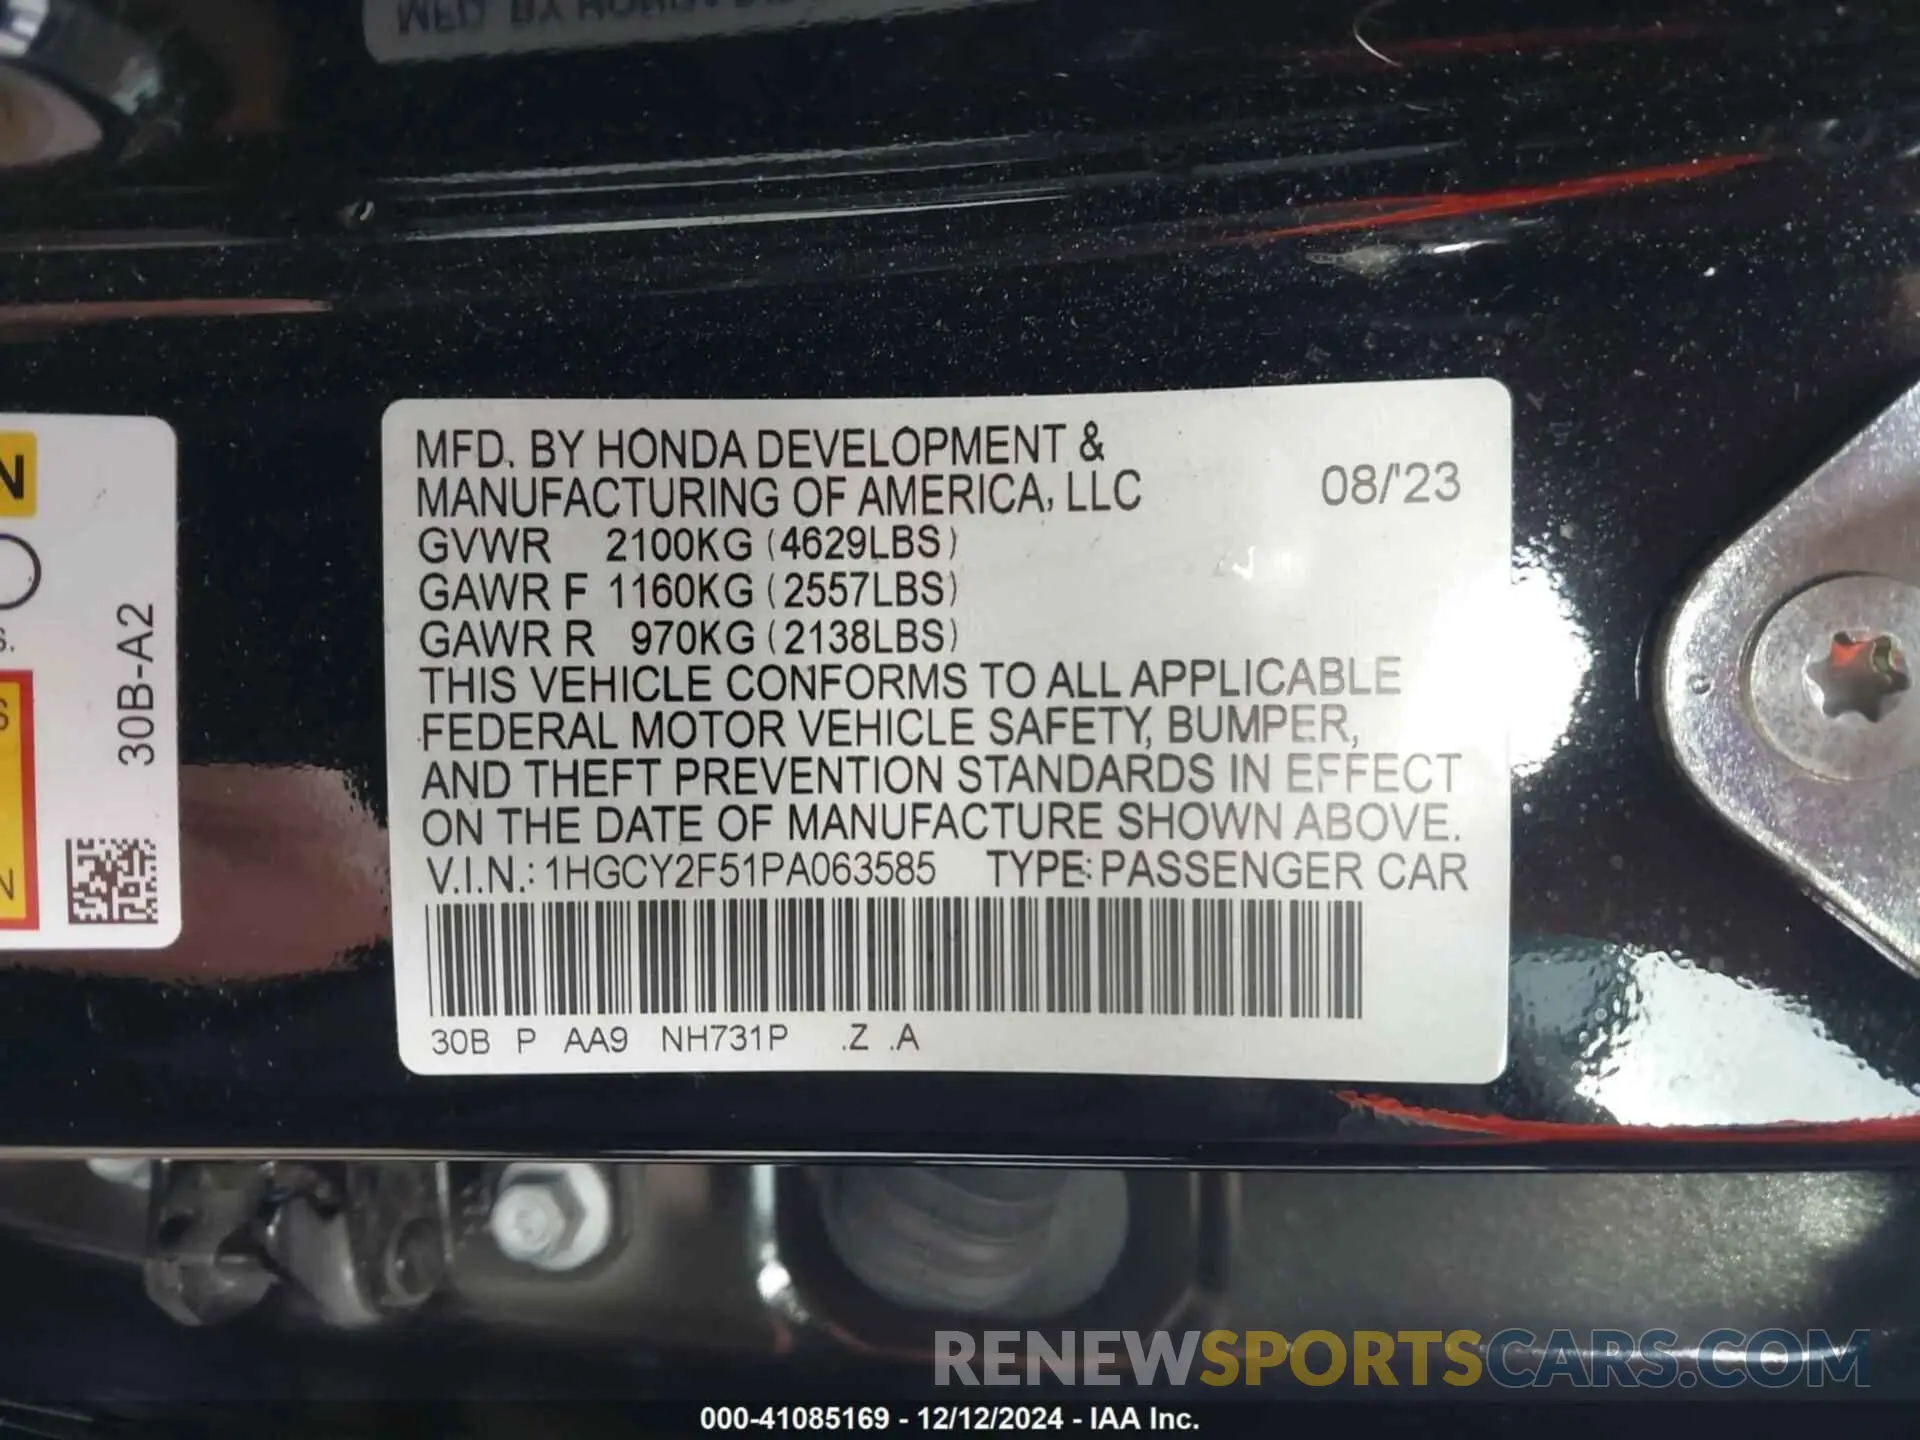 MFD. BY HONDA
MFD. BY HONDA DEVELOPMENT &
MANUFACTURING OF AMERICA, LLC
08/'23
GVWR 2100KG (4629LBS)
GAWR F 1160KG (2557LBS)
GAWR R 970KG (2138LBS)
THIS VEHICLE CONFORMS TO ALL APPLICABLE
FEDERAL MOTOR VEHICLE SAFETY, BUMPER,
AND THEFT PREVENTION STANDARDS IN EFFECT
ON THE DATE OF MANUFACTURE SHOWN ABOVE.
V.I.N.: 1HGCY2F51PA063585 TYPE: PASSENGER CAR
30B P AA9 NH731P .Z .A
30B-A2
N
S.
S
N
RENEWSPORTSCARS.COM
000-41085169 - 12/12/2024 - IAA Inc.